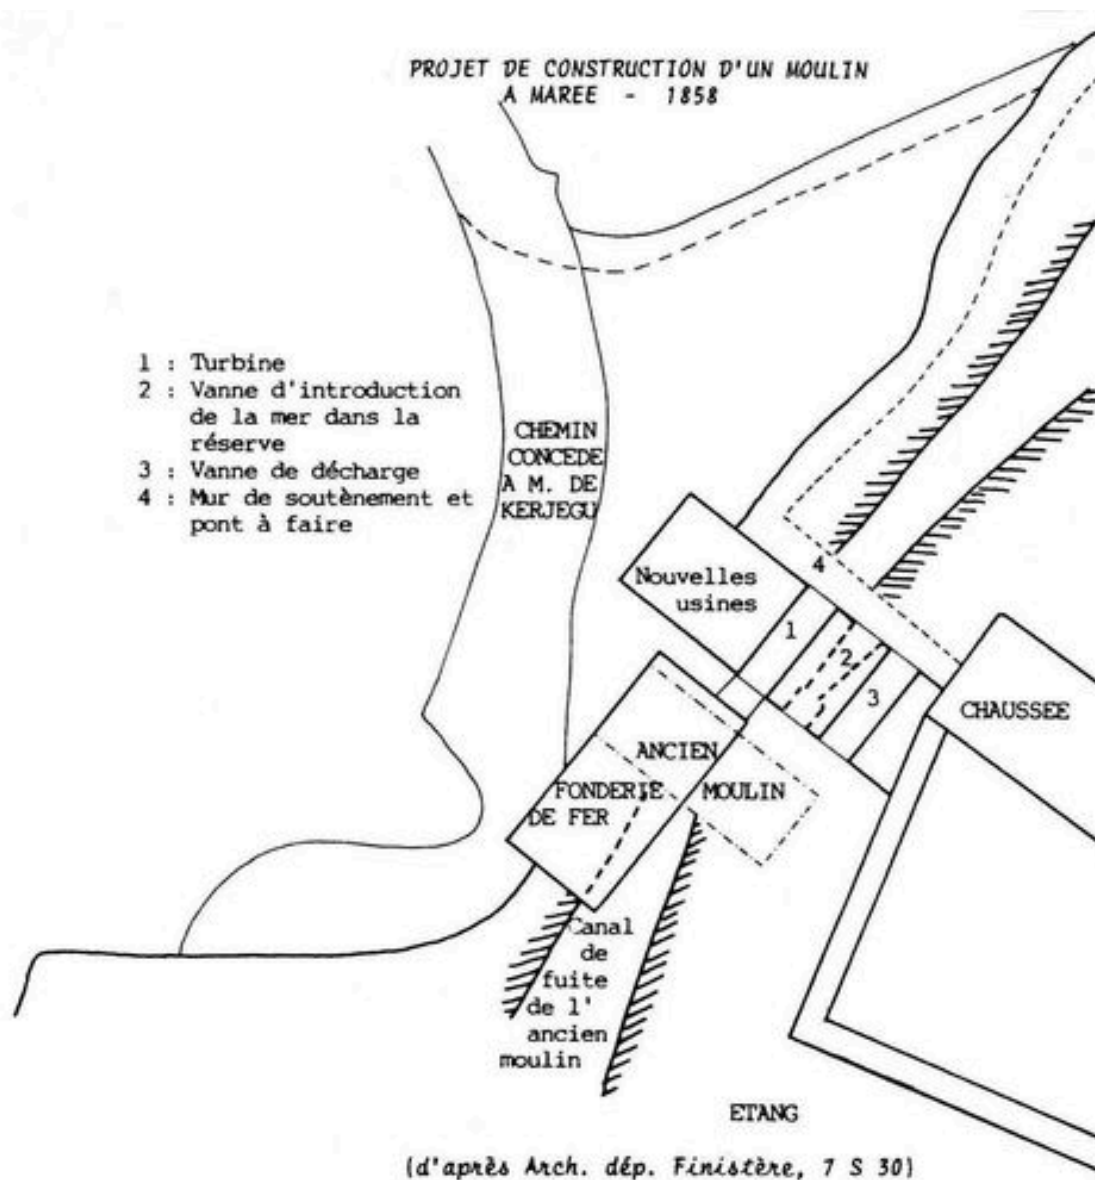 PROJET DE CONSTRUCTION D'UN MOULIN
A MAREE - 1858
1 : Turbine
2 : Vanne d'introduction
de la mer dans la
réserve
3 : Vanne de décharge
4 : Mur de soutènement et
pont à faire
CHEMIN
CONCEDE
A M. DE
KERJEGU
4
Nouvelles
usines
1
2
3
CHAUSSEE
ANCIEN
MOULIN
FONDERIE
DE FER
Canal
de
fuite
de l'
ancien
moulin
ETANG
(d'après Arch. dép. Finistère, 7 S 30)